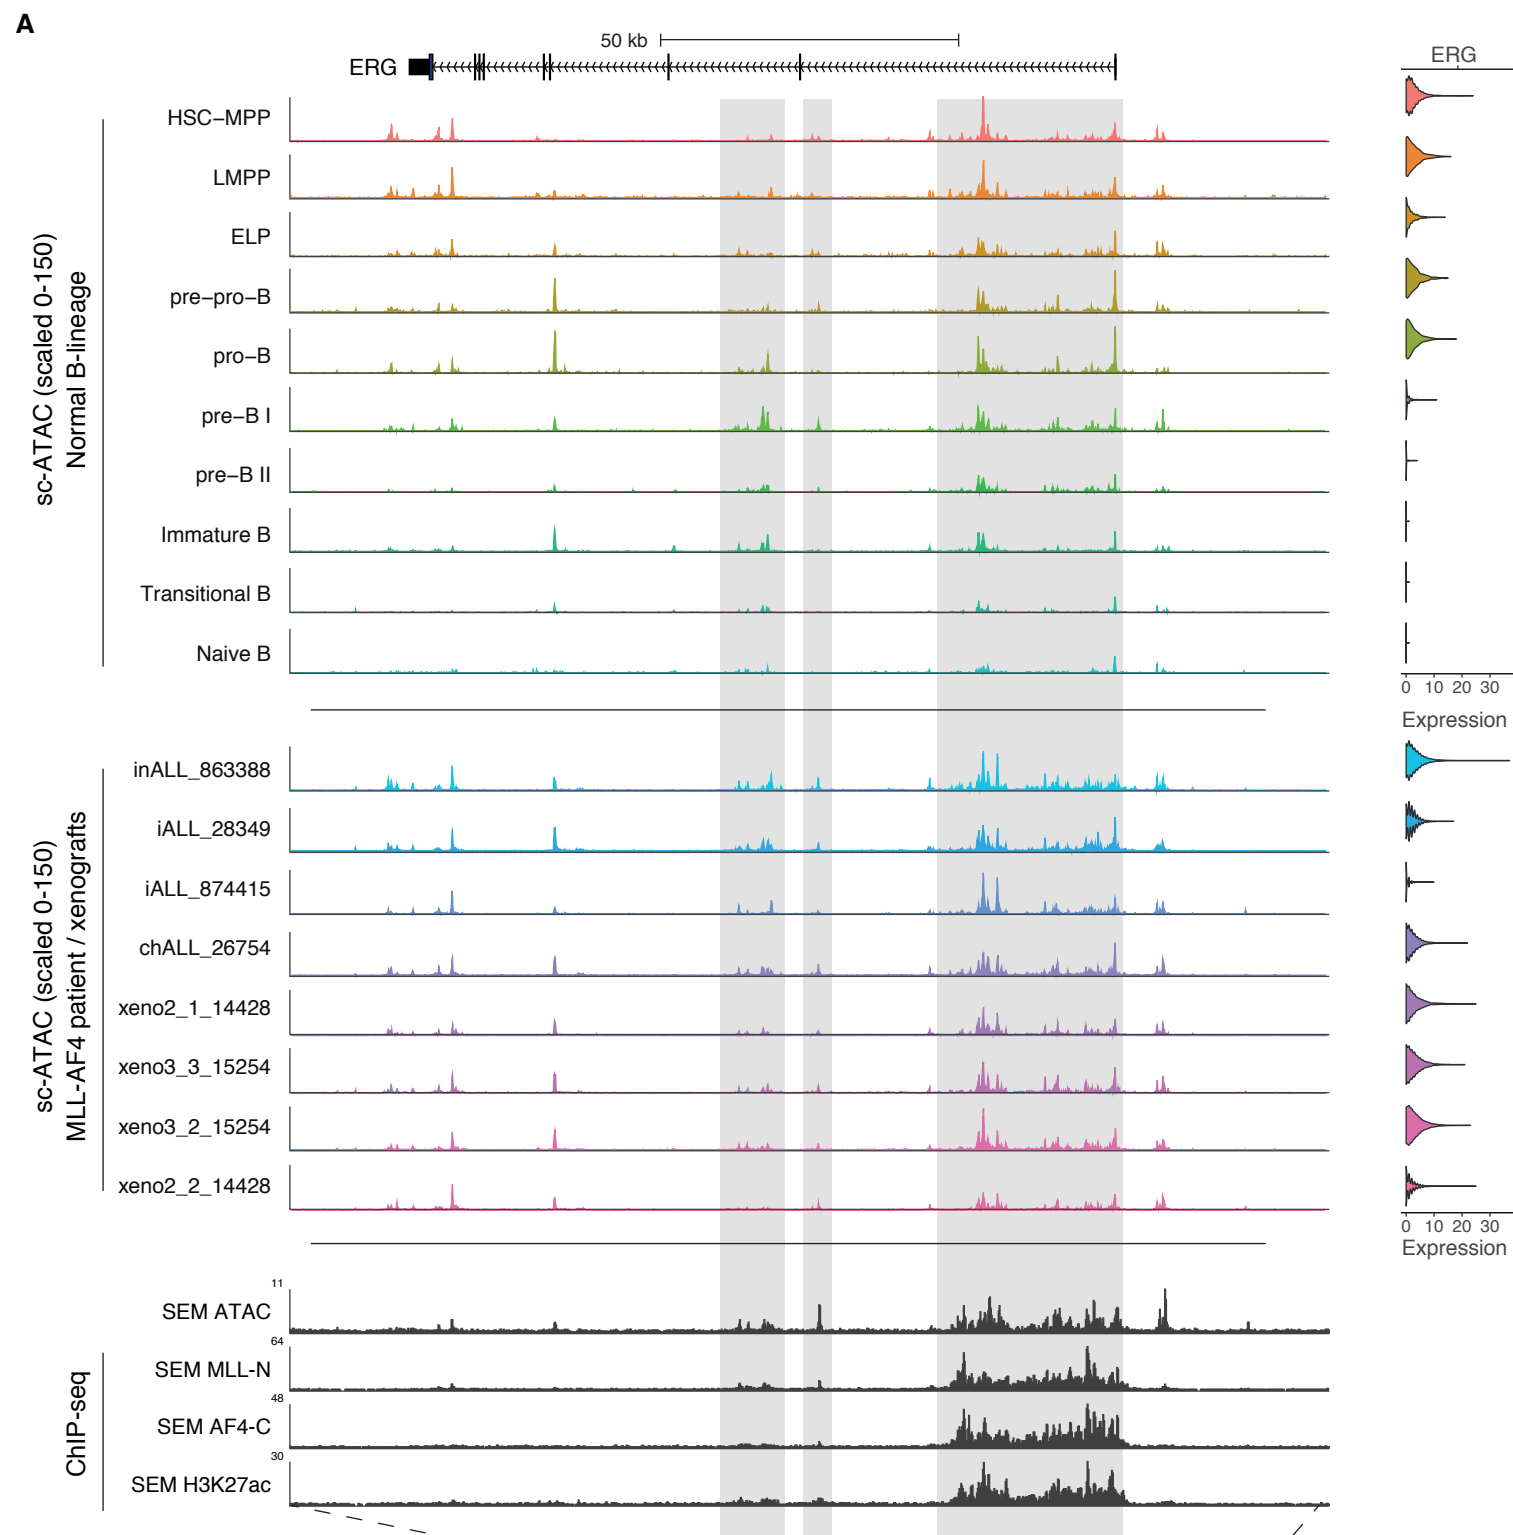 A
50 kb
ERG
ERG
sc-ATAC (scaled 0-150)
Normal B-lineage
HSC−MPP
LMPP
ELP
pre−pro−B
pro−B
pre−B I
pre−B II
Immature B
Transitional B
Naive B
0 10 20 30
Expression
sc-ATAC (scaled 0-150)
MLL-AF4 patient / xenografts
inALL_863388
iALL_28349
iALL_874415
chALL_26754
xeno2_1_14428
xeno3_3_15254
xeno3_2_15254
xeno2_2_14428
0 10 20 30
Expression
11
SEM ATAC
ChIP-seq
64
SEM MLL-N
48
SEM AF4-C
30
SEM H3K27ac